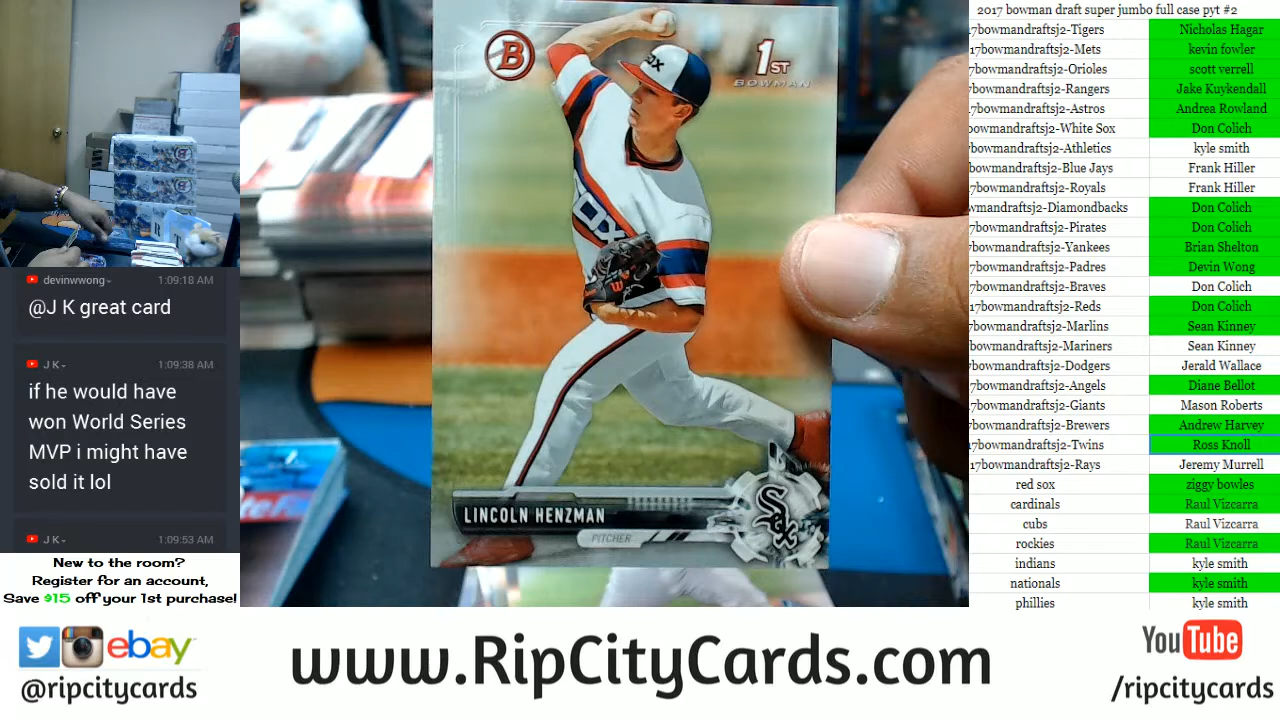 2017 bowman draft super jumbo full case pyt #2
7bowmandraftsj2-Tigers Nicholas Hagar
7bowmandraftsj2-Mets kevin fowler
7bowmandraftsj2-Orioles scott verrell
7bowmandraftsj2-Rangers Jake Kuykendall
17bowmandraftsj2-Astros Andrea Rowland
bowmandraftsj2-White Sox Don Colich
7bowmandraftsj2-Athletics kyle smith
bowmandraftsj2-Blue Jays Frank Hiller
7bowmandraftsj2-Royals Frank Hiller
wmandraftsj2-Diamondbacks Don Colich
7bowmandraftsj2-Pirates Don Colich
7bowmandraftsj2-Yankees Brian Shelton
7bowmandraftsj2-Padres Devin Wong
7bowmandraftsj2-Braves Don Colich
17bowmandraftsj2-Reds Don Colich
7bowmandraftsj2-Marlins Sean Kinney
7bowmandraftsj2-Mariners Sean Kinney
7bowmandraftsj2-Dodgers Jerald Wallace
7bowmandraftsj2-Angels Diane Bellot
17bowmandraftsj2-Giants Mason Roberts
7bowmandraftsj2-Brewers Andrew Harvey
17bowmandraftsj2-Twins Ross Knoll
17bowmandraftsj2-Rays Jeremy Murrell
red sox ziggy bowles
cardinals Raul Vizcarra
cubs Raul Vizcarra
rockies Raul Vizcarra
indians kyle smith
nationals kyle smith
phillies kyle smith
B
1ST
BOWMAN
SOX
LINCOLN HENZMAN
PITCHER
SOX
devinwwong 1:09:18 AM
@J K great card
J K 1:09:38 AM
if he would have
won World Series
MVP i might have
sold it lol
J K 1:09:53 AM
New to the room?
Register for an account,
Save $15 off your 1st purchase!
ebay
@ripcitycards
www.RipCityCards.com
YouTube
/ripcitycards